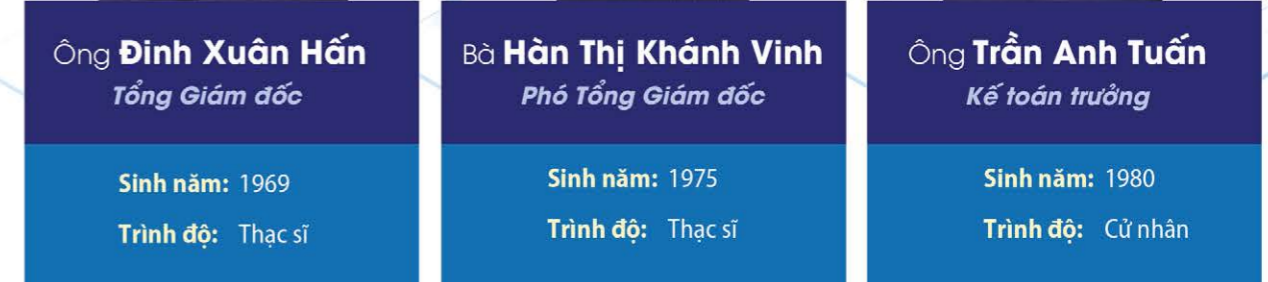 Ông Đinh Xuân Hấn
Tổng Giám đốc
Sinh năm: 1969
Trình độ: Thạc sĩ
Bà Hàn Thị Khánh Vinh
Phó Tổng Giám đốc
Sinh năm: 1975
Trình độ: Thạc sĩ
Ông Trần Anh Tuấn
Kế toán trưởng
Sinh năm: 1980
Trình độ: Cử nhân